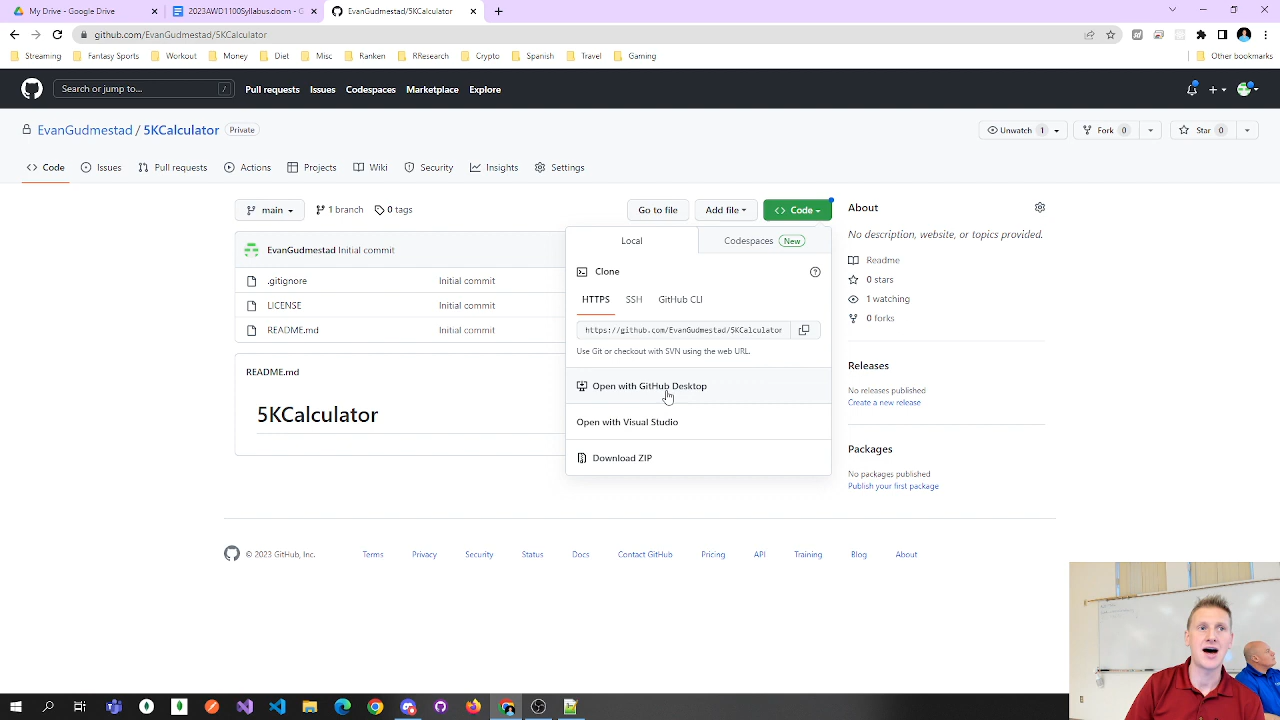 My Drive - Google Drive
2023AWD1100Syllabus.docm - G
EvanGudmestad/5KCalculator
github.com/EvanGudmestad/5KCalculator
Streaming
Fantasy Sports
Workout
Money
Diet
Misc
Ranken
RResearch
Crypto
Spanish
Travel
Gaming
Other bookmarks
Search or jump to...
/
Pull requests
Issues
Codespaces
Marketplace
Explore
EvanGudmestad / 5KCalculator
Private
Unwatch 1
Fork 0
Star 0
Code
Issues
Pull requests
Actions
Projects
Wiki
Security
Insights
Settings
main
1 branch
0 tags
Go to file
Add file
Code
EvanGudmestad Initial commit
.gitignore
Initial commit
LICENSE
Initial commit
README.md
Initial commit
README.md
5KCalculator
Local
Codespaces New
Clone
HTTPS
SSH
GitHub CLI
https://github.com/EvanGudmestad/5KCalculator
Use Git or checkout with SVN using the web URL.
Open with GitHub Desktop
Open with Visual Studio
Download ZIP
About
No description, website, or topics provided.
Readme
0 stars
1 watching
0 forks
Releases
No releases published
Create a new release
Packages
No packages published
Publish your first package
© 2023 GitHub, Inc.
Terms
Privacy
Security
Status
Docs
Contact GitHub
Pricing
API
Training
Blog
About